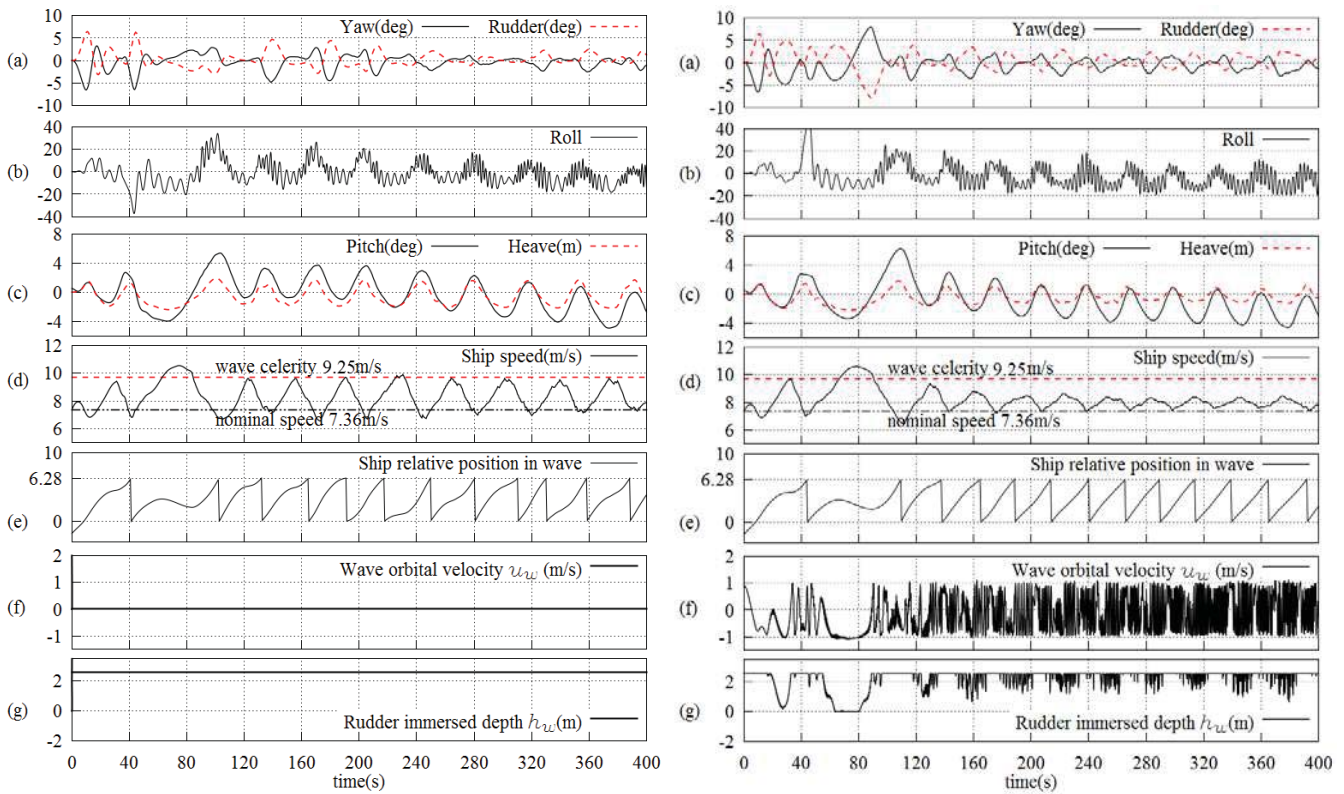 10
5
0
-5
-10
(a)
Yaw(deg) Rudder(deg)
40
20
0
-20
-40
(b)
Roll
8
4
0
-4
(c)
Pitch(deg) Heave(m)
12
10
8
6
(d)
wave celerity 9.25m/s
Ship speed(m/s)
nominal speed 7.36m/s
10
6.28
0
(e)
Ship relative position in wave
2
1
0
-1
(f)
Wave orbital velocity u_w (m/s)
2
0
-2
(g)
Rudder immersed depth h_w(m)
0 40 80 120 160 200 240 280 320 360 400
time(s)
10
5
0
-5
-10
(a)
Yaw(deg) Rudder(deg)
40
20
0
-20
-40
(b)
Roll
8
4
0
-4
(c)
Pitch(deg) Heave(m)
12
10
8
6
(d)
wave celerity 9.25m/s
Ship speed(m/s)
nominal speed 7.36m/s
10
6.28
0
(e)
Ship relative position in wave
2
1
0
-1
(f)
Wave orbital velocity u_w (m/s)
2
0
-2
(g)
Rudder immersed depth h_w(m)
0 40 80 120 160 200 240 280 320 360 400
time(s)